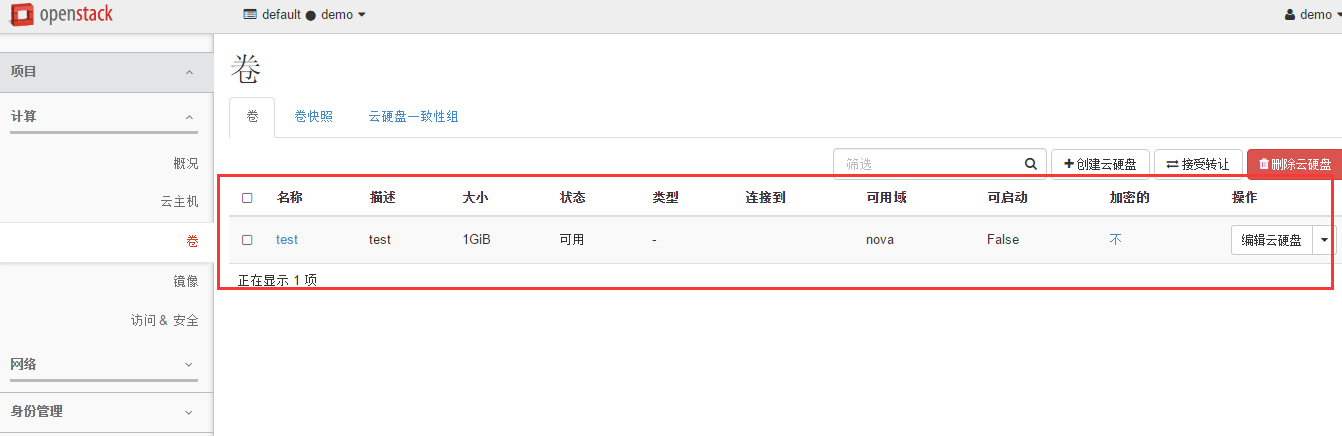 openstack
default ● demo
demo
项目
计算
概况
云主机
卷
镜像
访问 & 安全
网络
身份管理
卷
卷 卷快照 云硬盘一致性组
筛选 创建云硬盘 接受转让 删除云硬盘
名称 描述 大小 状态 类型 连接到 可用域 可启动 加密的 操作
test test 1GiB 可用 - nova False 不 编辑云硬盘
正在显示 1 项